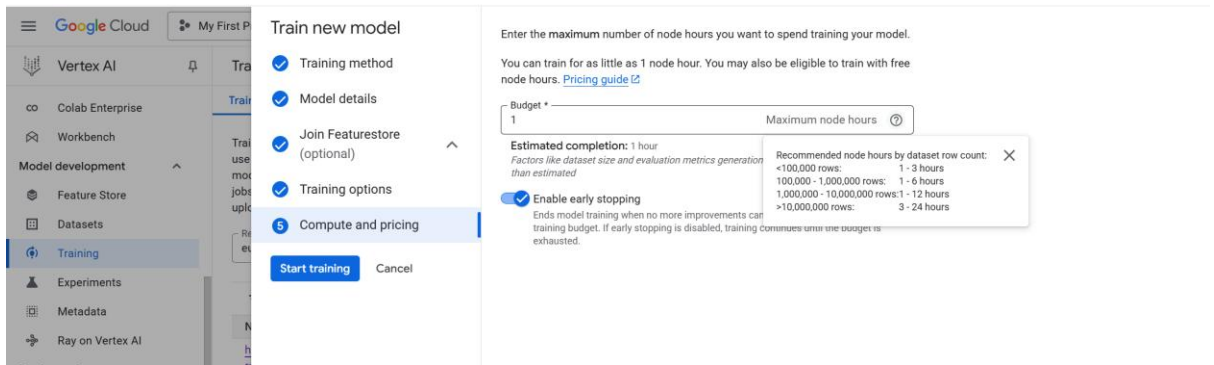 Google Cloud
My First P
Vertex AI
Colab Enterprise
Workbench
Model development
Feature Store
Datasets
Training
Experiments
Metadata
Ray on Vertex AI
Tra
Train
Trai
use
mod
jobs
uplo
Re
eu
N
h
Train new model
Training method
Model details
Join Featurestore
(optional)
Training options
5 Compute and pricing
Start training Cancel
Enter the maximum number of node hours you want to spend training your model.
You can train for as little as 1 node hour. You may also be eligible to train with free
node hours. Pricing guide
Budget *
1 Maximum node hours
Estimated completion: 1 hour
Factors like dataset size and evaluation metrics generation
than estimated
Enable early stopping
Ends model training when no more improvements can
training budget. If early stopping is disabled, training continues until the budget is
exhausted.
Recommended node hours by dataset row count:
<100,000 rows: 1 - 3 hours
100,000 - 1,000,000 rows: 1 - 6 hours
1,000,000 - 10,000,000 rows:1 - 12 hours
>10,000,000 rows: 3 - 24 hours